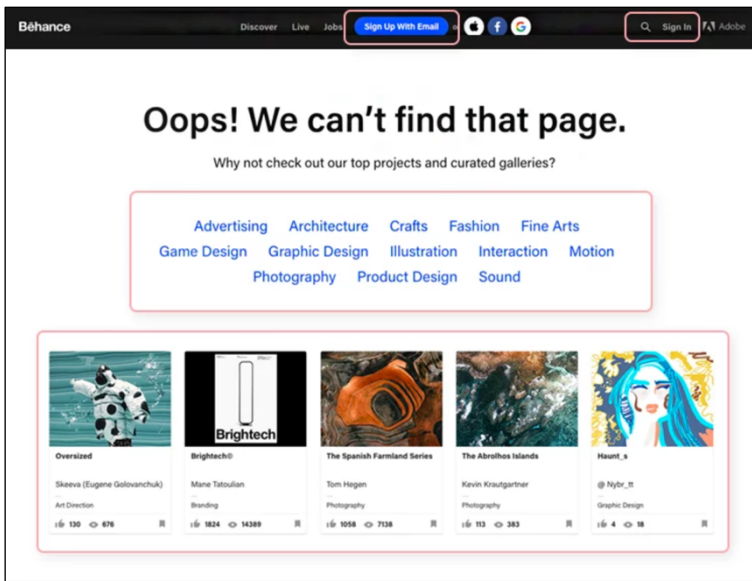 Bēhance Discover Live Jobs Sign Up With Email Sign In Adobe
Oops! We can't find that page.
Why not check out our top projects and curated galleries?
Advertising Architecture Crafts Fashion Fine Arts
Game Design Graphic Design Illustration Interaction Motion
Photography Product Design Sound
Brightech
Oversized
Skeeva (Eugene Golovanchuk)
Art Direction
130 676
Brightech©
Mane Tatoulian
Branding
1824 14389
The Spanish Farmland Series
Tom Hegen
Photography
1058 7138
The Abrolhos Islands
Kevin Krautgartner
Photography
113 383
Haunt_s
@ Nybr_tt
Graphic Design
4 18